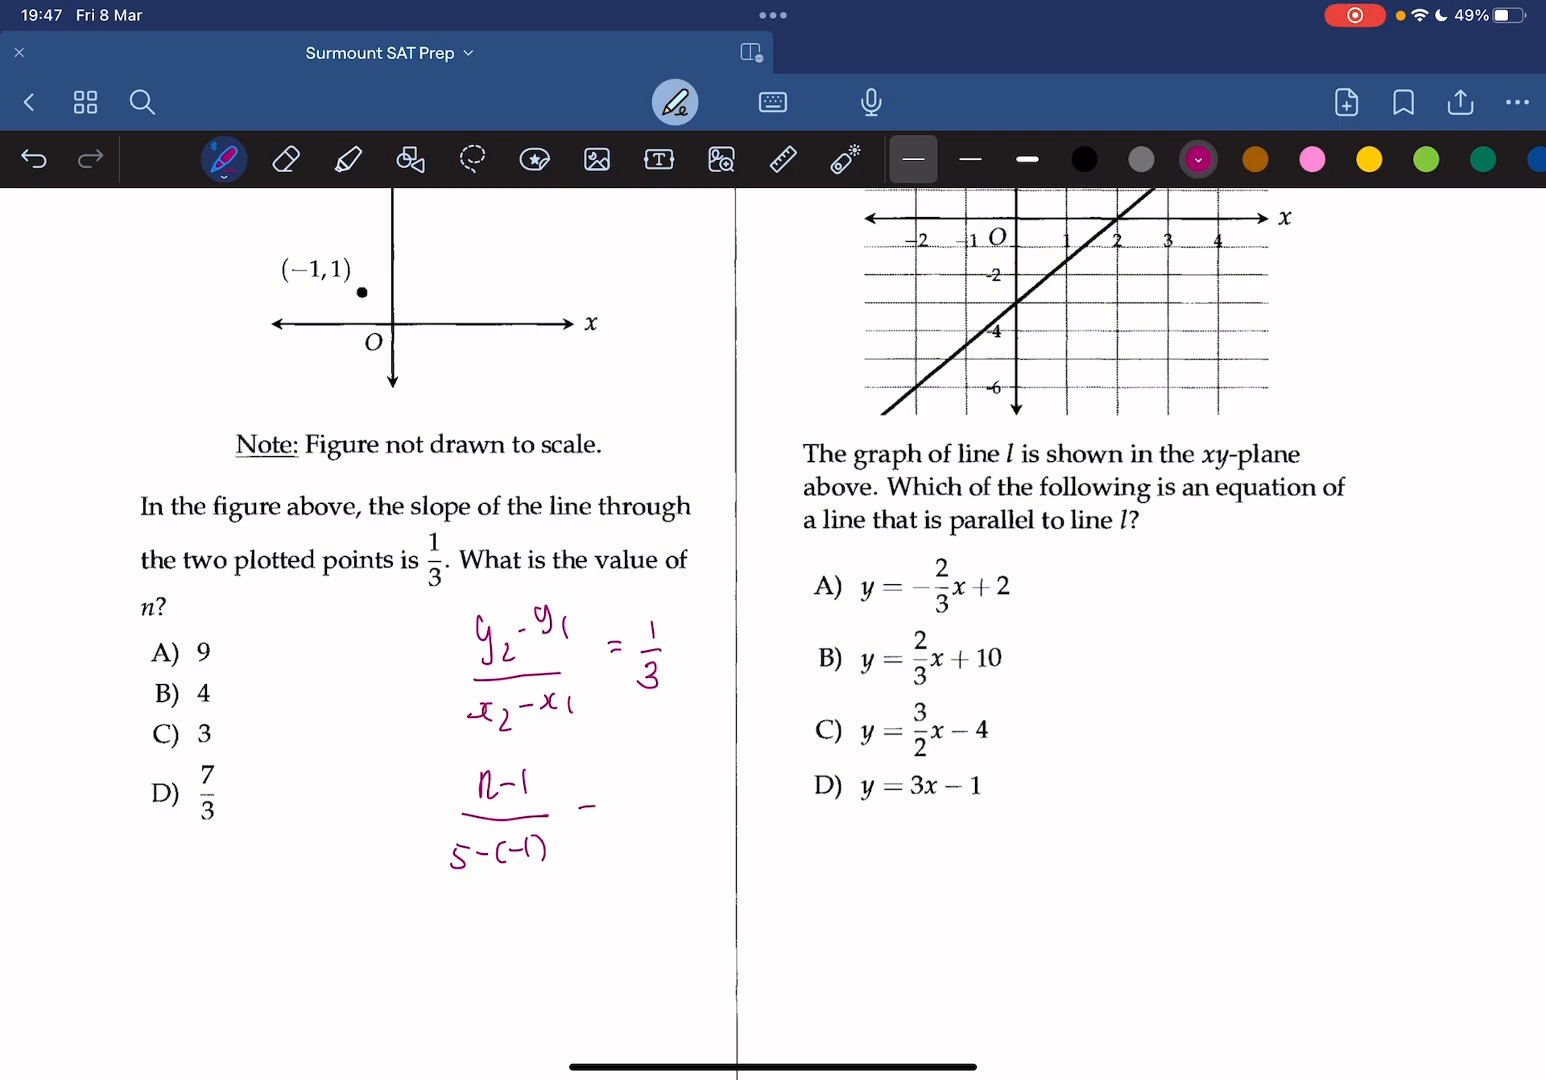 19:47 Fri 8 Mar
49%
Surmount SAT Prep
(−1,1)
x
O
Note: Figure not drawn to scale.
In the figure above, the slope of the line through
the two plotted points is 1/3. What is the value of
n?
A) 9
B) 4
C) 3
D) 7/3
y2 - y1
x2 - x1
= 1/3
n-1
5-(-1)
=
x
-2 -1 O 1 2 3 4
-2
-4
-6
The graph of line l is shown in the xy-plane
above. Which of the following is an equation of
a line that is parallel to line l?
A) y = −2/3x + 2
B) y = 2/3x + 10
C) y = 3/2x − 4
D) y = 3x − 1